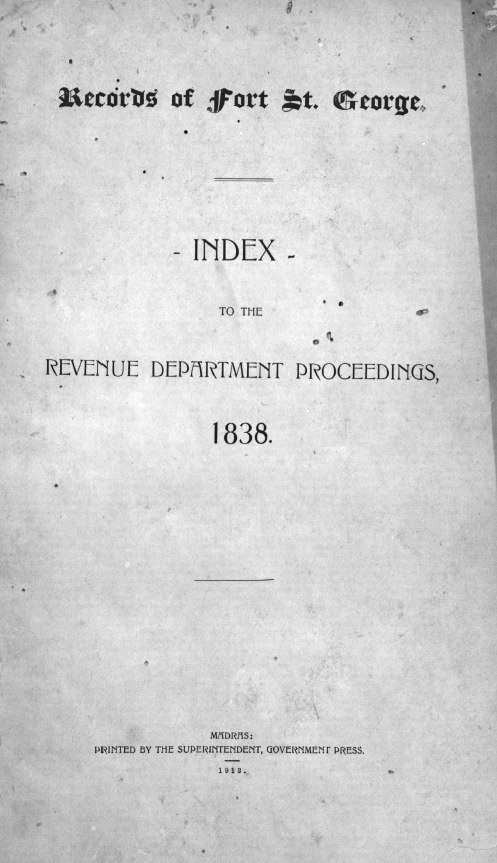 Records of Fort St. George.
- INDEX -
TO THE
REVENUE DEPARTMENT PROCEEDINGS,
1838.
MADRAS:
PRINTED BY THE SUPERINTENDENT, GOVERNMENT PRESS.